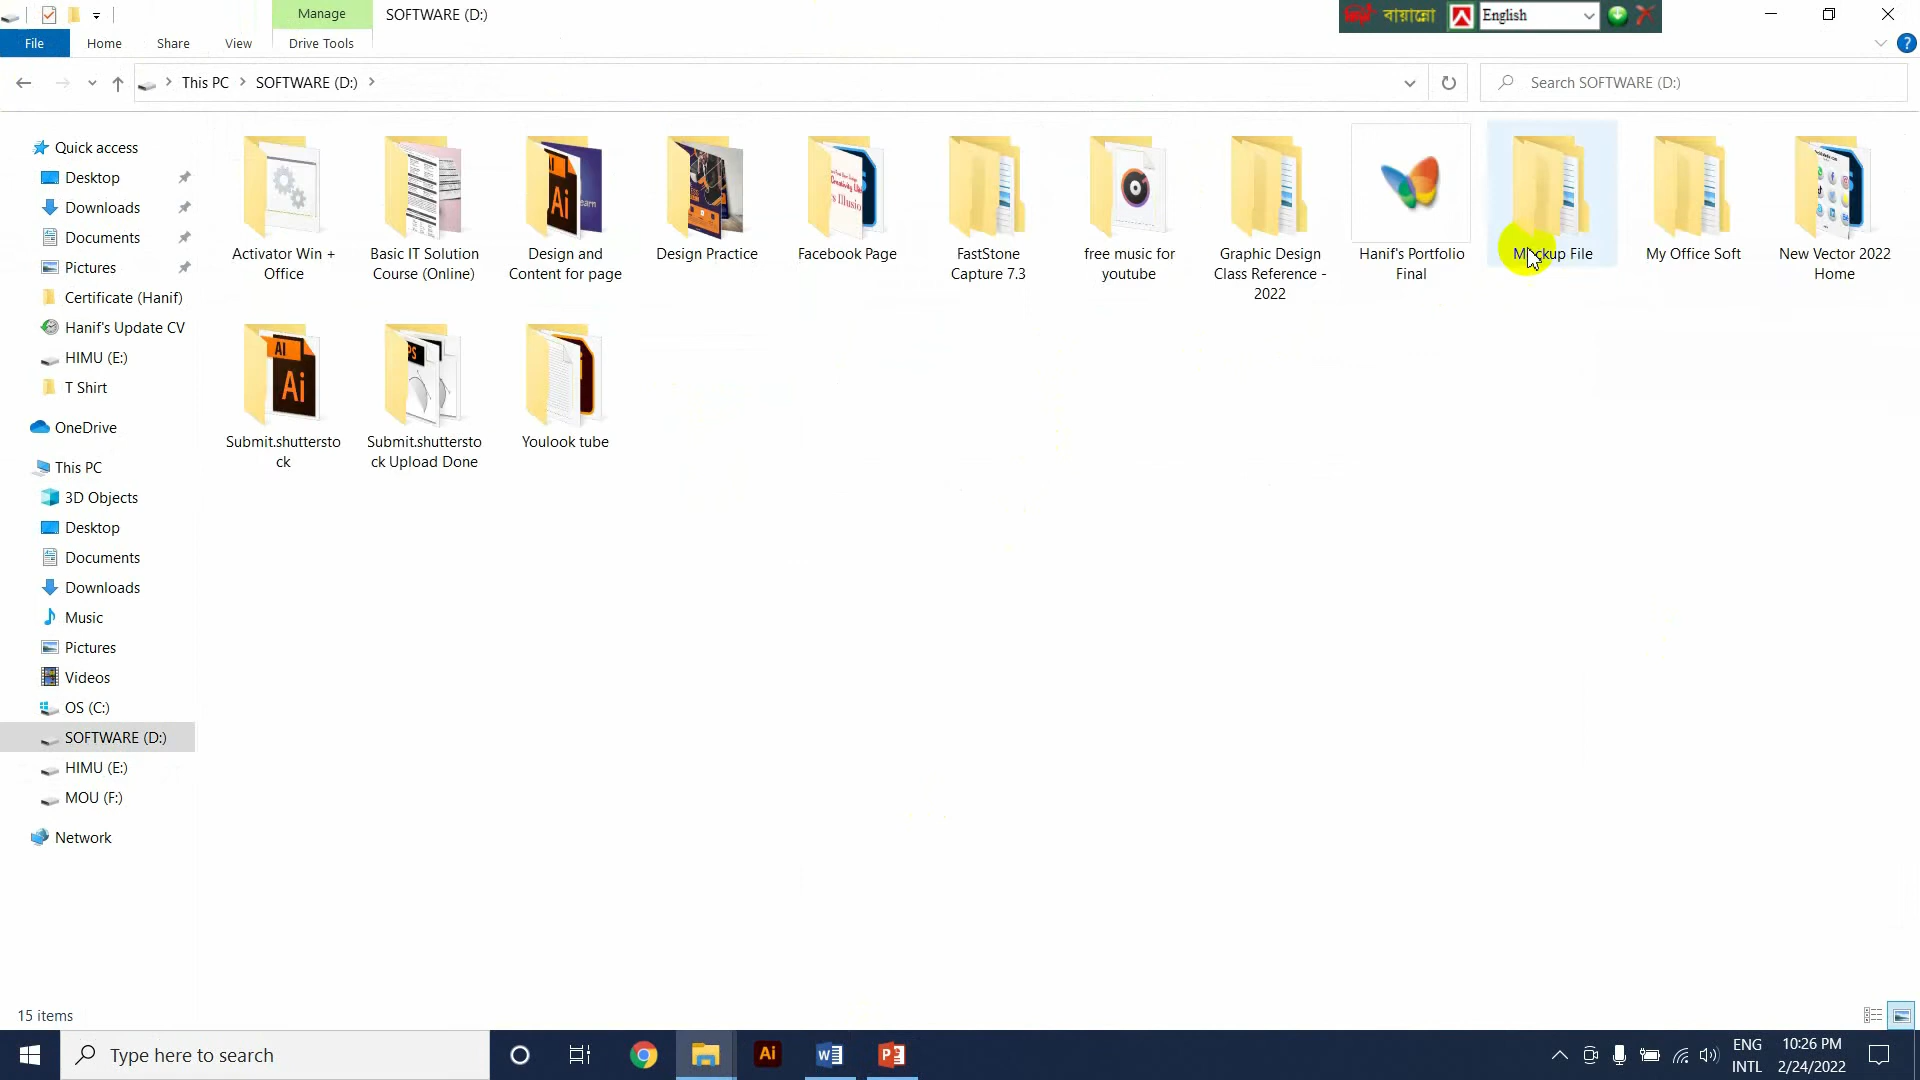 Manage
SOFTWARE (D:)
বায়ান্নো
English
File
Home
Share
View
Drive Tools
This PC
SOFTWARE (D:)
Search SOFTWARE (D:)
Quick access
Desktop
Downloads
Documents
Pictures
Certificate (Hanif)
Hanif's Update CV
HIMU (E:)
T Shirt
OneDrive
This PC
3D Objects
Desktop
Documents
Downloads
Music
Pictures
Videos
OS (C:)
SOFTWARE (D:)
HIMU (E:)
MOU (F:)
Network
Activator Win +
Office
Basic IT Solution
Course (Online)
Design and
Content for page
Design Practice
Facebook Page
FastStone
Capture 7.3
free music for
youtube
Graphic Design
Class Reference -
2022
Hanif's Portfolio
Final
Mockup File
My Office Soft
New Vector 2022
Home
Submit.shuttersto
ck
Submit.shuttersto
ck Upload Done
Youlook tube
15 items
Type here to search
Ai
ENG
INTL
10:26 PM
2/24/2022